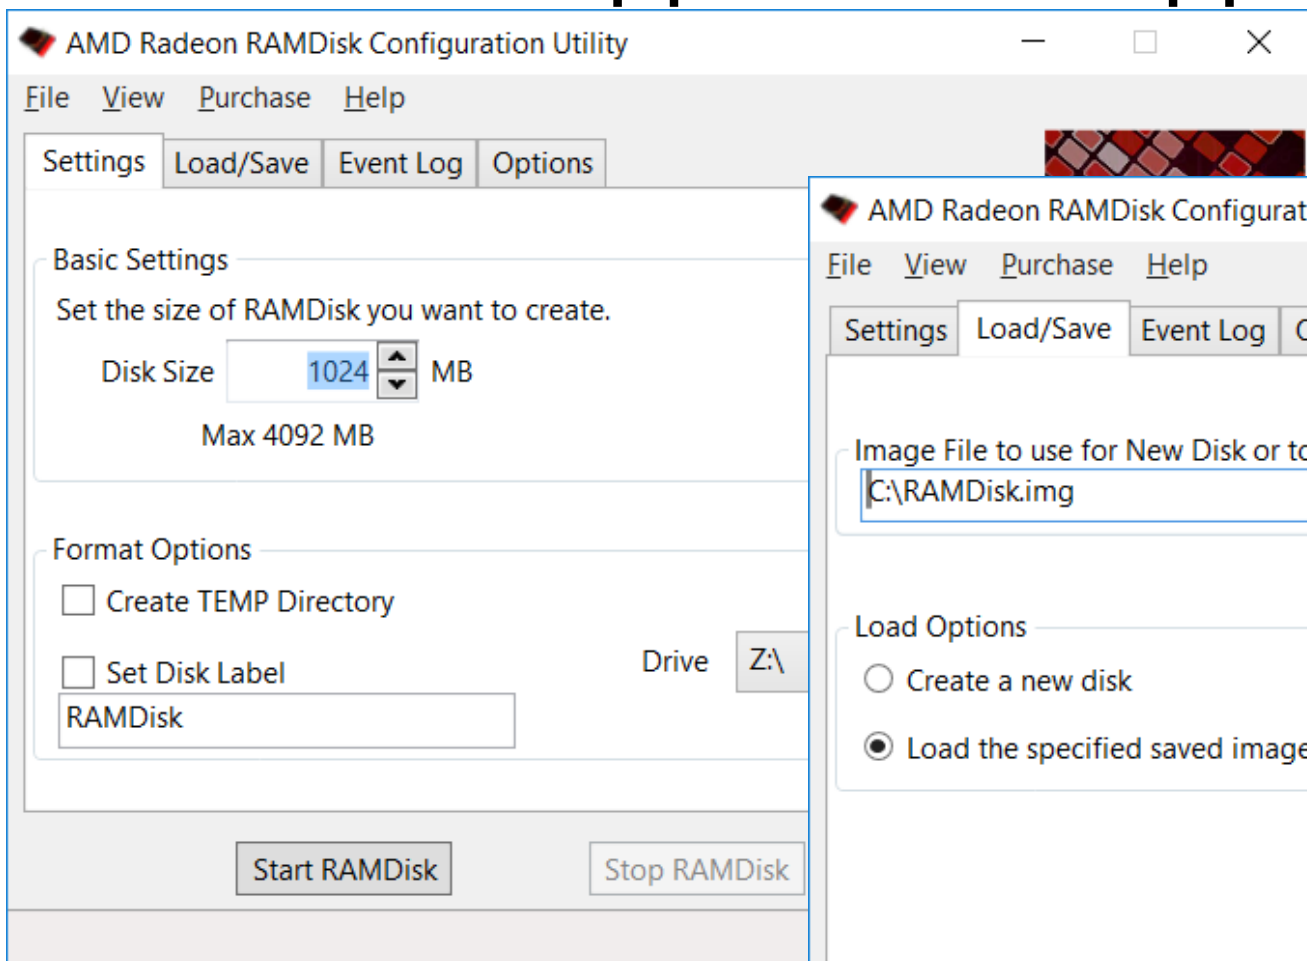 AMD Radeon RAMDisk Configuration Utility
File View Purchase Help
Settings Load/Save Event Log Options
Basic Settings
Set the size of RAMDisk you want to create.
Disk Size 1024 MB
Max 4092 MB
Format Options
Create TEMP Directory
Set Disk Label
Drive Z:\
RAMDisk
Start RAMDisk Stop RAMDisk
AMD Radeon RAMDisk Configurat
File View Purchase Help
Settings Load/Save Event Log
Image File to use for New Disk or to
C:\RAMDisk.img
Load Options
Create a new disk
Load the specified saved image